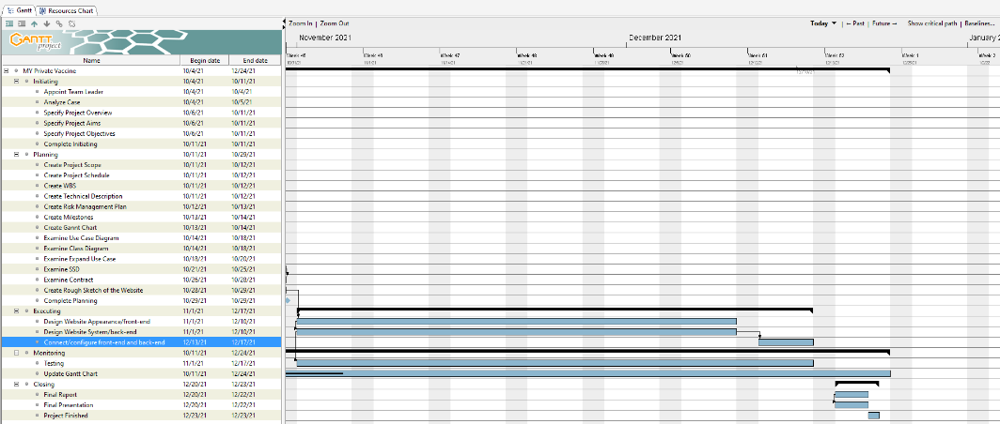 Gantt Resources Chart
Zoom In | Zoom Out Today ▼ | ← Past | Future → Show critical path | Baselines...
GANTT project
November 2021 December 2021 January 2
Name Begin date End date
Week 46 Week 47 Week 48 Week 49 Week 50 Week 51 Week 52 Week 1 Week 2
MY Private Vaccine 10/4/21 12/24/21
Initiating 10/4/21 10/11/21
Appoint Team Leader 10/4/21 10/4/21
Analyze Case 10/4/21 10/5/21
Specify Project Overview 10/6/21 10/11/21
Specify Project Aims 10/6/21 10/11/21
Specify Project Objectives 10/6/21 10/11/21
Complete Initiating 10/11/21 10/11/21
Planning 10/11/21 10/29/21
Create Project Scope 10/11/21 10/12/21
Create Project Schedule 10/11/21 10/12/21
Create WBS 10/11/21 10/12/21
Create Technical Description 10/11/21 10/12/21
Create Risk Management Plan 10/12/21 10/13/21
Create Milestones 10/13/21 10/14/21
Create Gannt Chart 10/13/21 10/14/21
Examine Use Case Diagram 10/14/21 10/18/21
Examine Class Diagram 10/14/21 10/18/21
Examine Expand Use Case 10/18/21 10/20/21
Examine SSD 10/21/21 10/25/21
Examine Contract 10/26/21 10/28/21
Create Rough Sketch of the Website 10/28/21 10/29/21
Complete Planning 10/29/21 10/29/21
Executing 11/1/21 12/17/21
Design Website Appearance/front-end 11/1/21 12/10/21
Design Website System/back-end 11/1/21 12/10/21
Connect/configure front-end and back-end 12/13/21 12/17/21
Monitoring 10/11/21 12/24/21
Testing 11/1/21 12/17/21
Update Gantt Chart 10/11/21 12/24/21
Closing 12/20/21 12/23/21
Final Report 12/20/21 12/22/21
Final Presentation 12/20/21 12/22/21
Project Finished 12/23/21 12/23/21